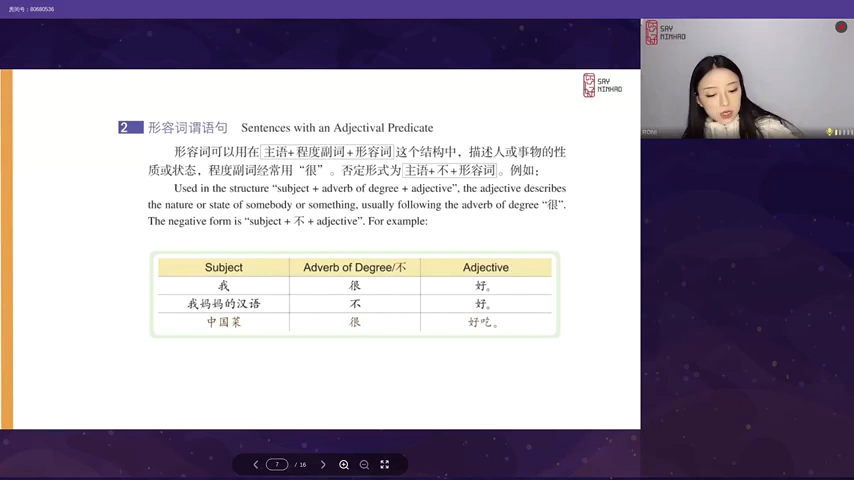 房间号：80680536
SAY
NINHAO
SAY
NINHAO
2 形容词谓语句 Sentences with an Adjectival Predicate
形容词可以用在主语+程度副词+形容词这个结构中，描述人或事物的性
质或状态，程度副词经常用“很”。否定形式为主语+不+形容词。例如：
Used in the structure “subject + adverb of degree + adjective”, the adjective describes
the nature or state of somebody or something, usually following the adverb of degree “很”.
The negative form is “subject + 不 + adjective”. For example:
Subject Adverb of Degree/不 Adjective
我 很 好。
我妈妈的汉语 不 好。
中国菜 很 好吃。
7 / 16